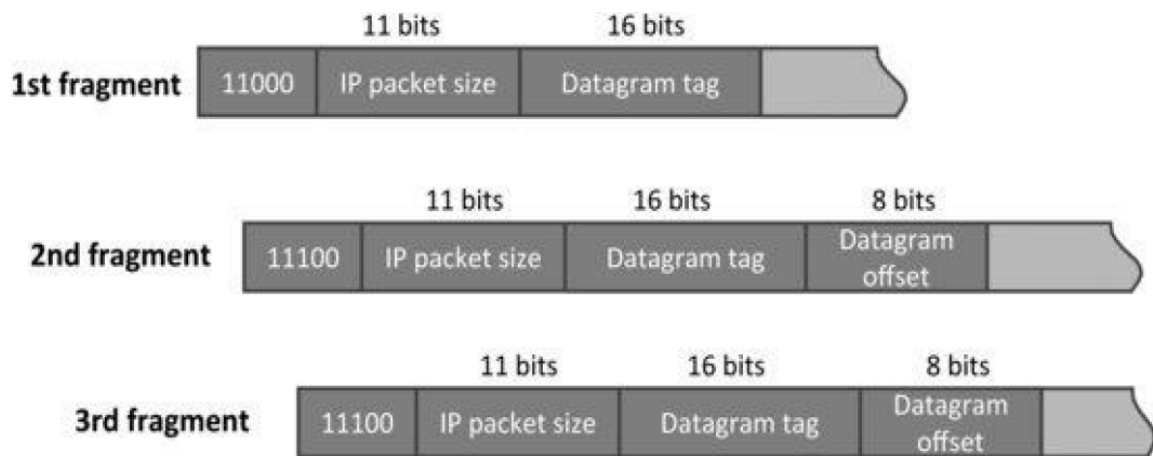 11 bits 16 bits
1st fragment 11000 IP packet size Datagram tag
11 bits 16 bits 8 bits
2nd fragment 11100 IP packet size Datagram tag Datagram offset
11 bits 16 bits 8 bits
3rd fragment 11100 IP packet size Datagram tag Datagram offset